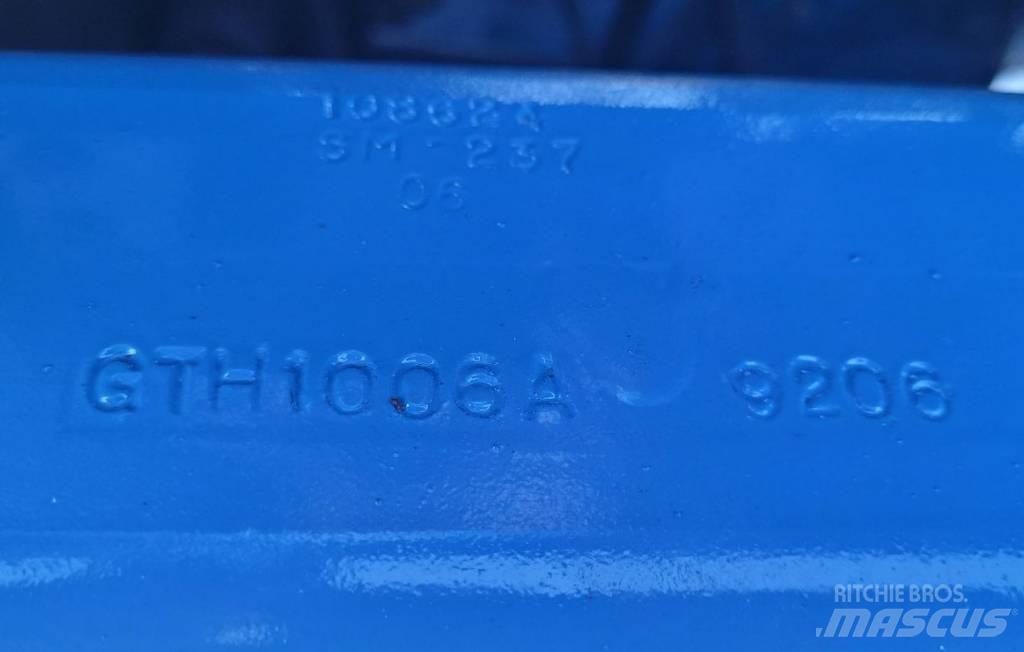 108624
SM-237
06
GTH1006A 9206
RITCHIE BROS.
MASCUS